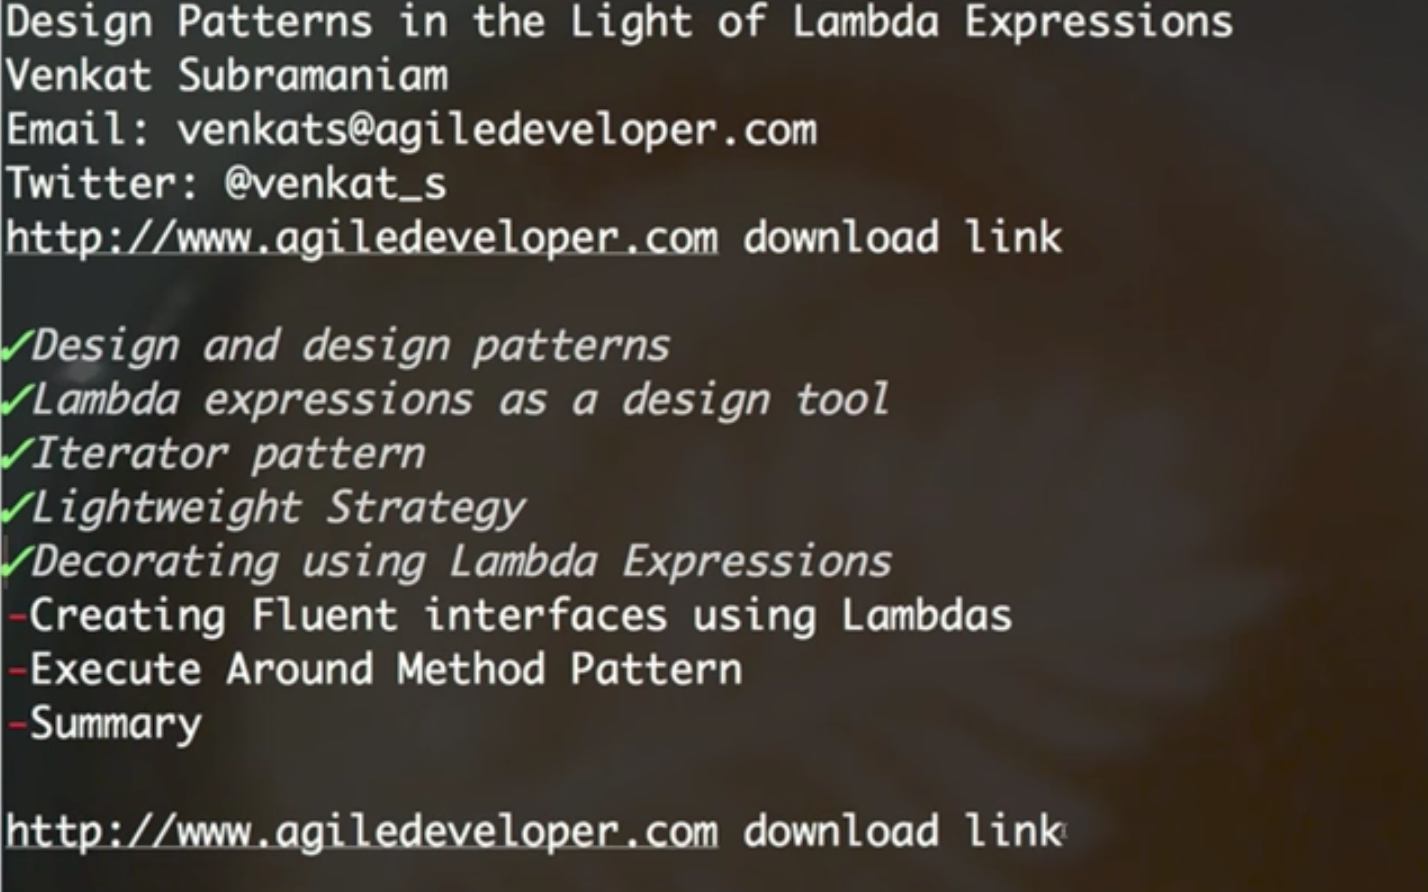 Design Patterns in the Light of Lambda Expressions
Venkat Subramaniam
Email: venkats@agiledeveloper.com
Twitter: @venkat_s
http://www.agiledeveloper.com download link
✓Design and design patterns
✓Lambda expressions as a design tool
✓Iterator pattern
✓Lightweight Strategy
✓Decorating using Lambda Expressions
-Creating Fluent interfaces using Lambdas
-Execute Around Method Pattern
-Summary
http://www.agiledeveloper.com download link